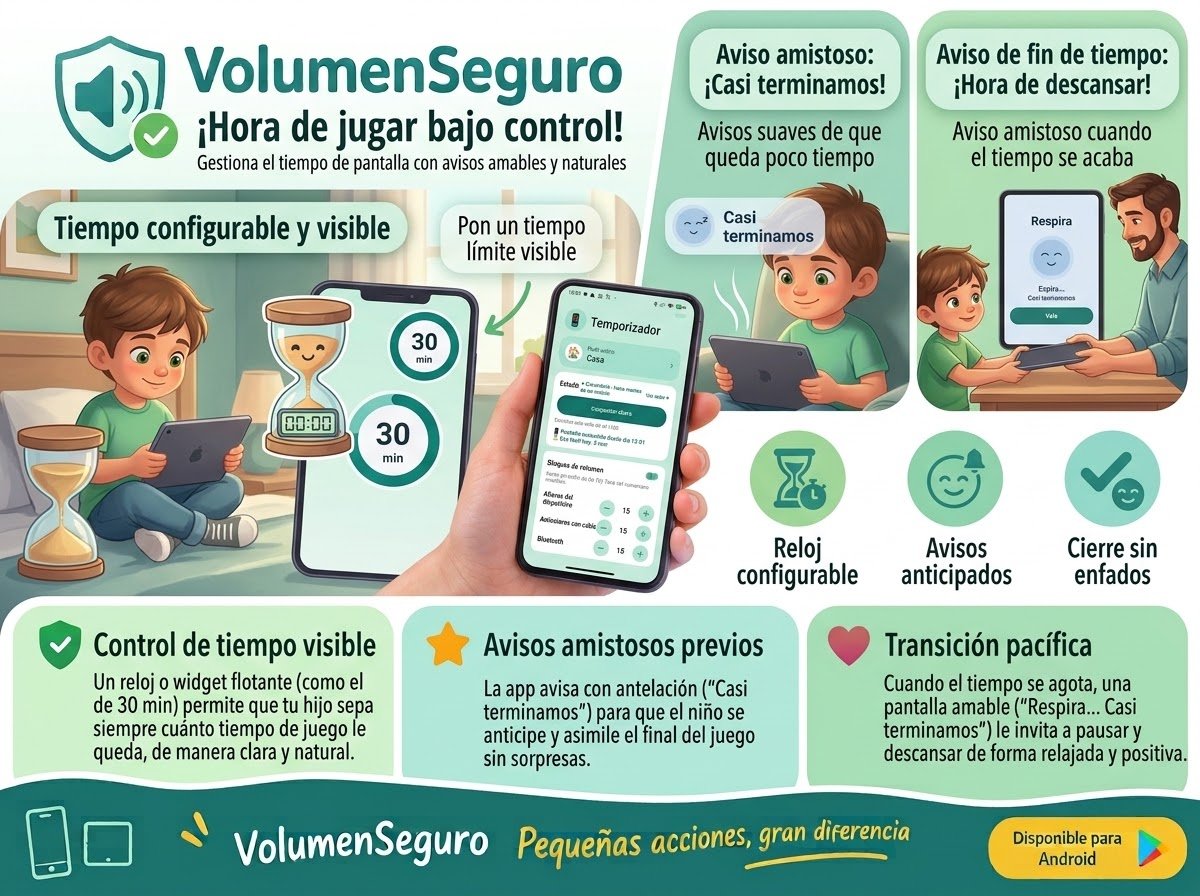 VolumenSeguro
¡Hora de jugar bajo control!
Gestiona el tiempo de pantalla con avisos amables y naturales
Tiempo configurable y visible
Pon un tiempo
límite visible
30
min
30
min
00:00
Temporizador
Casa
Estado
Bluetooth
15
15
15
Aviso amistoso:
¡Casi terminamos!
Avisos suaves de que
queda poco tiempo
Casi
terminamos
Aviso de fin de tiempo:
¡Hora de descansar!
Aviso amistoso cuando
el tiempo se acaba
Respira
Vale
Reloj
configurable
Avisos
anticipados
Cierre sin
enfados
Control de tiempo visible
Un reloj o widget flotante (como el
de 30 min) permite que tu hijo sepa
siempre cuánto tiempo de juego le
queda, de manera clara y natural.
Avisos amistosos previos
La app avisa con antelación ("Casi
terminamos") para que el niño se
anticipe y asimile el final del juego
sin sorpresas.
Transición pacífica
Cuando el tiempo se agota, una
pantalla amable ("Respira... Casi
terminamos") le invita a pausar y
descansar de forma relajada y positiva.
VolumenSeguro
Pequeñas acciones, gran diferencia
Disponible para
Android